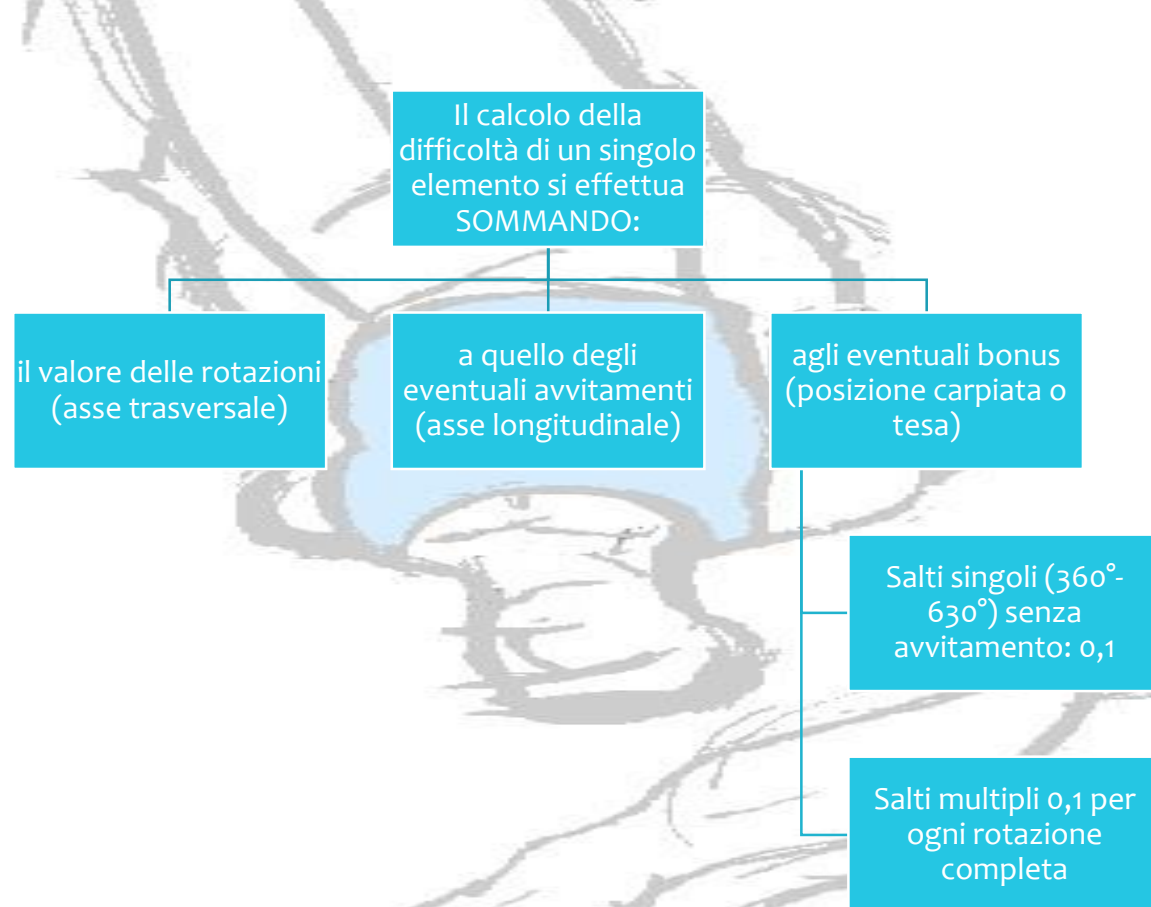 Il calcolo della
difficoltà di un singolo
elemento si effettua
SOMMANDO:
il valore delle rotazioni
(asse trasversale)
a quello degli
eventuali avvitamenti
(asse longitudinale)
agli eventuali bonus
(posizione carpiata o
tesa)
Salti singoli (360°-
630°) senza
avvitamento: 0,1
Salti multipli 0,1 per
ogni rotazione
completa